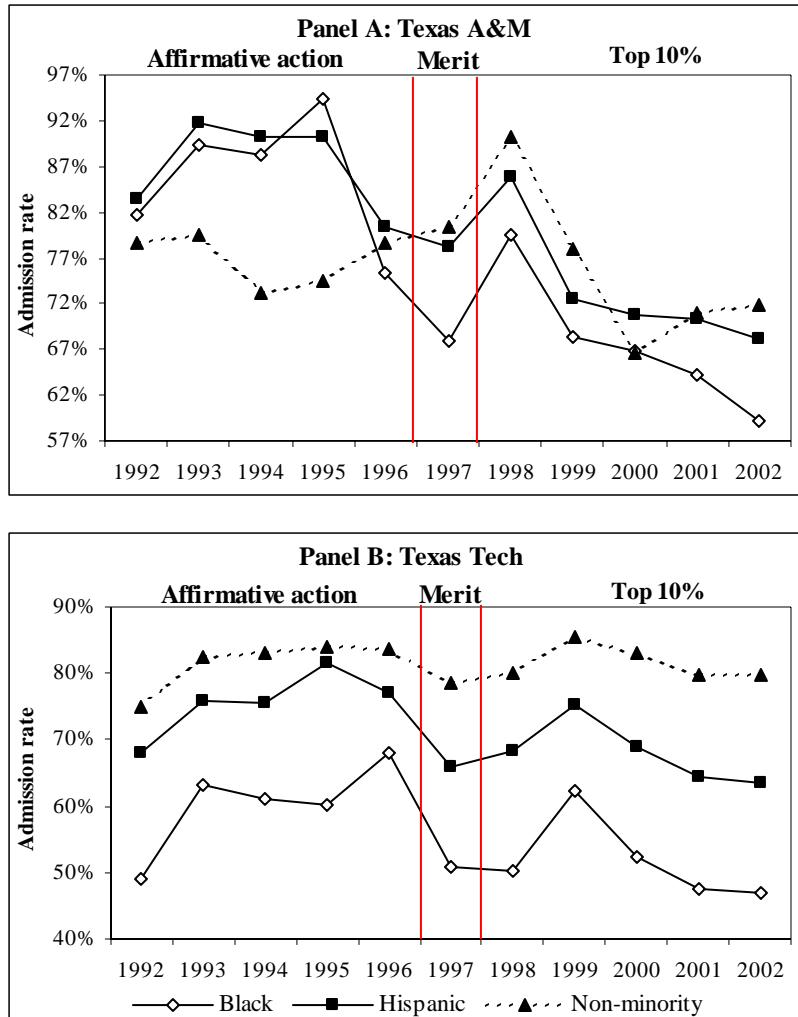 Panel A: Texas A&M
Affirmative action Merit Top 10%
97%
92%
87%
82%
77%
72%
67%
62%
57%
Admission rate
1992 1993 1994 1995 1996 1997 1998 1999 2000 2001 2002
Panel B: Texas Tech
Affirmative action Merit Top 10%
90%
80%
70%
60%
50%
40%
Admission rate
1992 1993 1994 1995 1996 1997 1998 1999 2000 2001 2002
Black Hispanic Non-minority